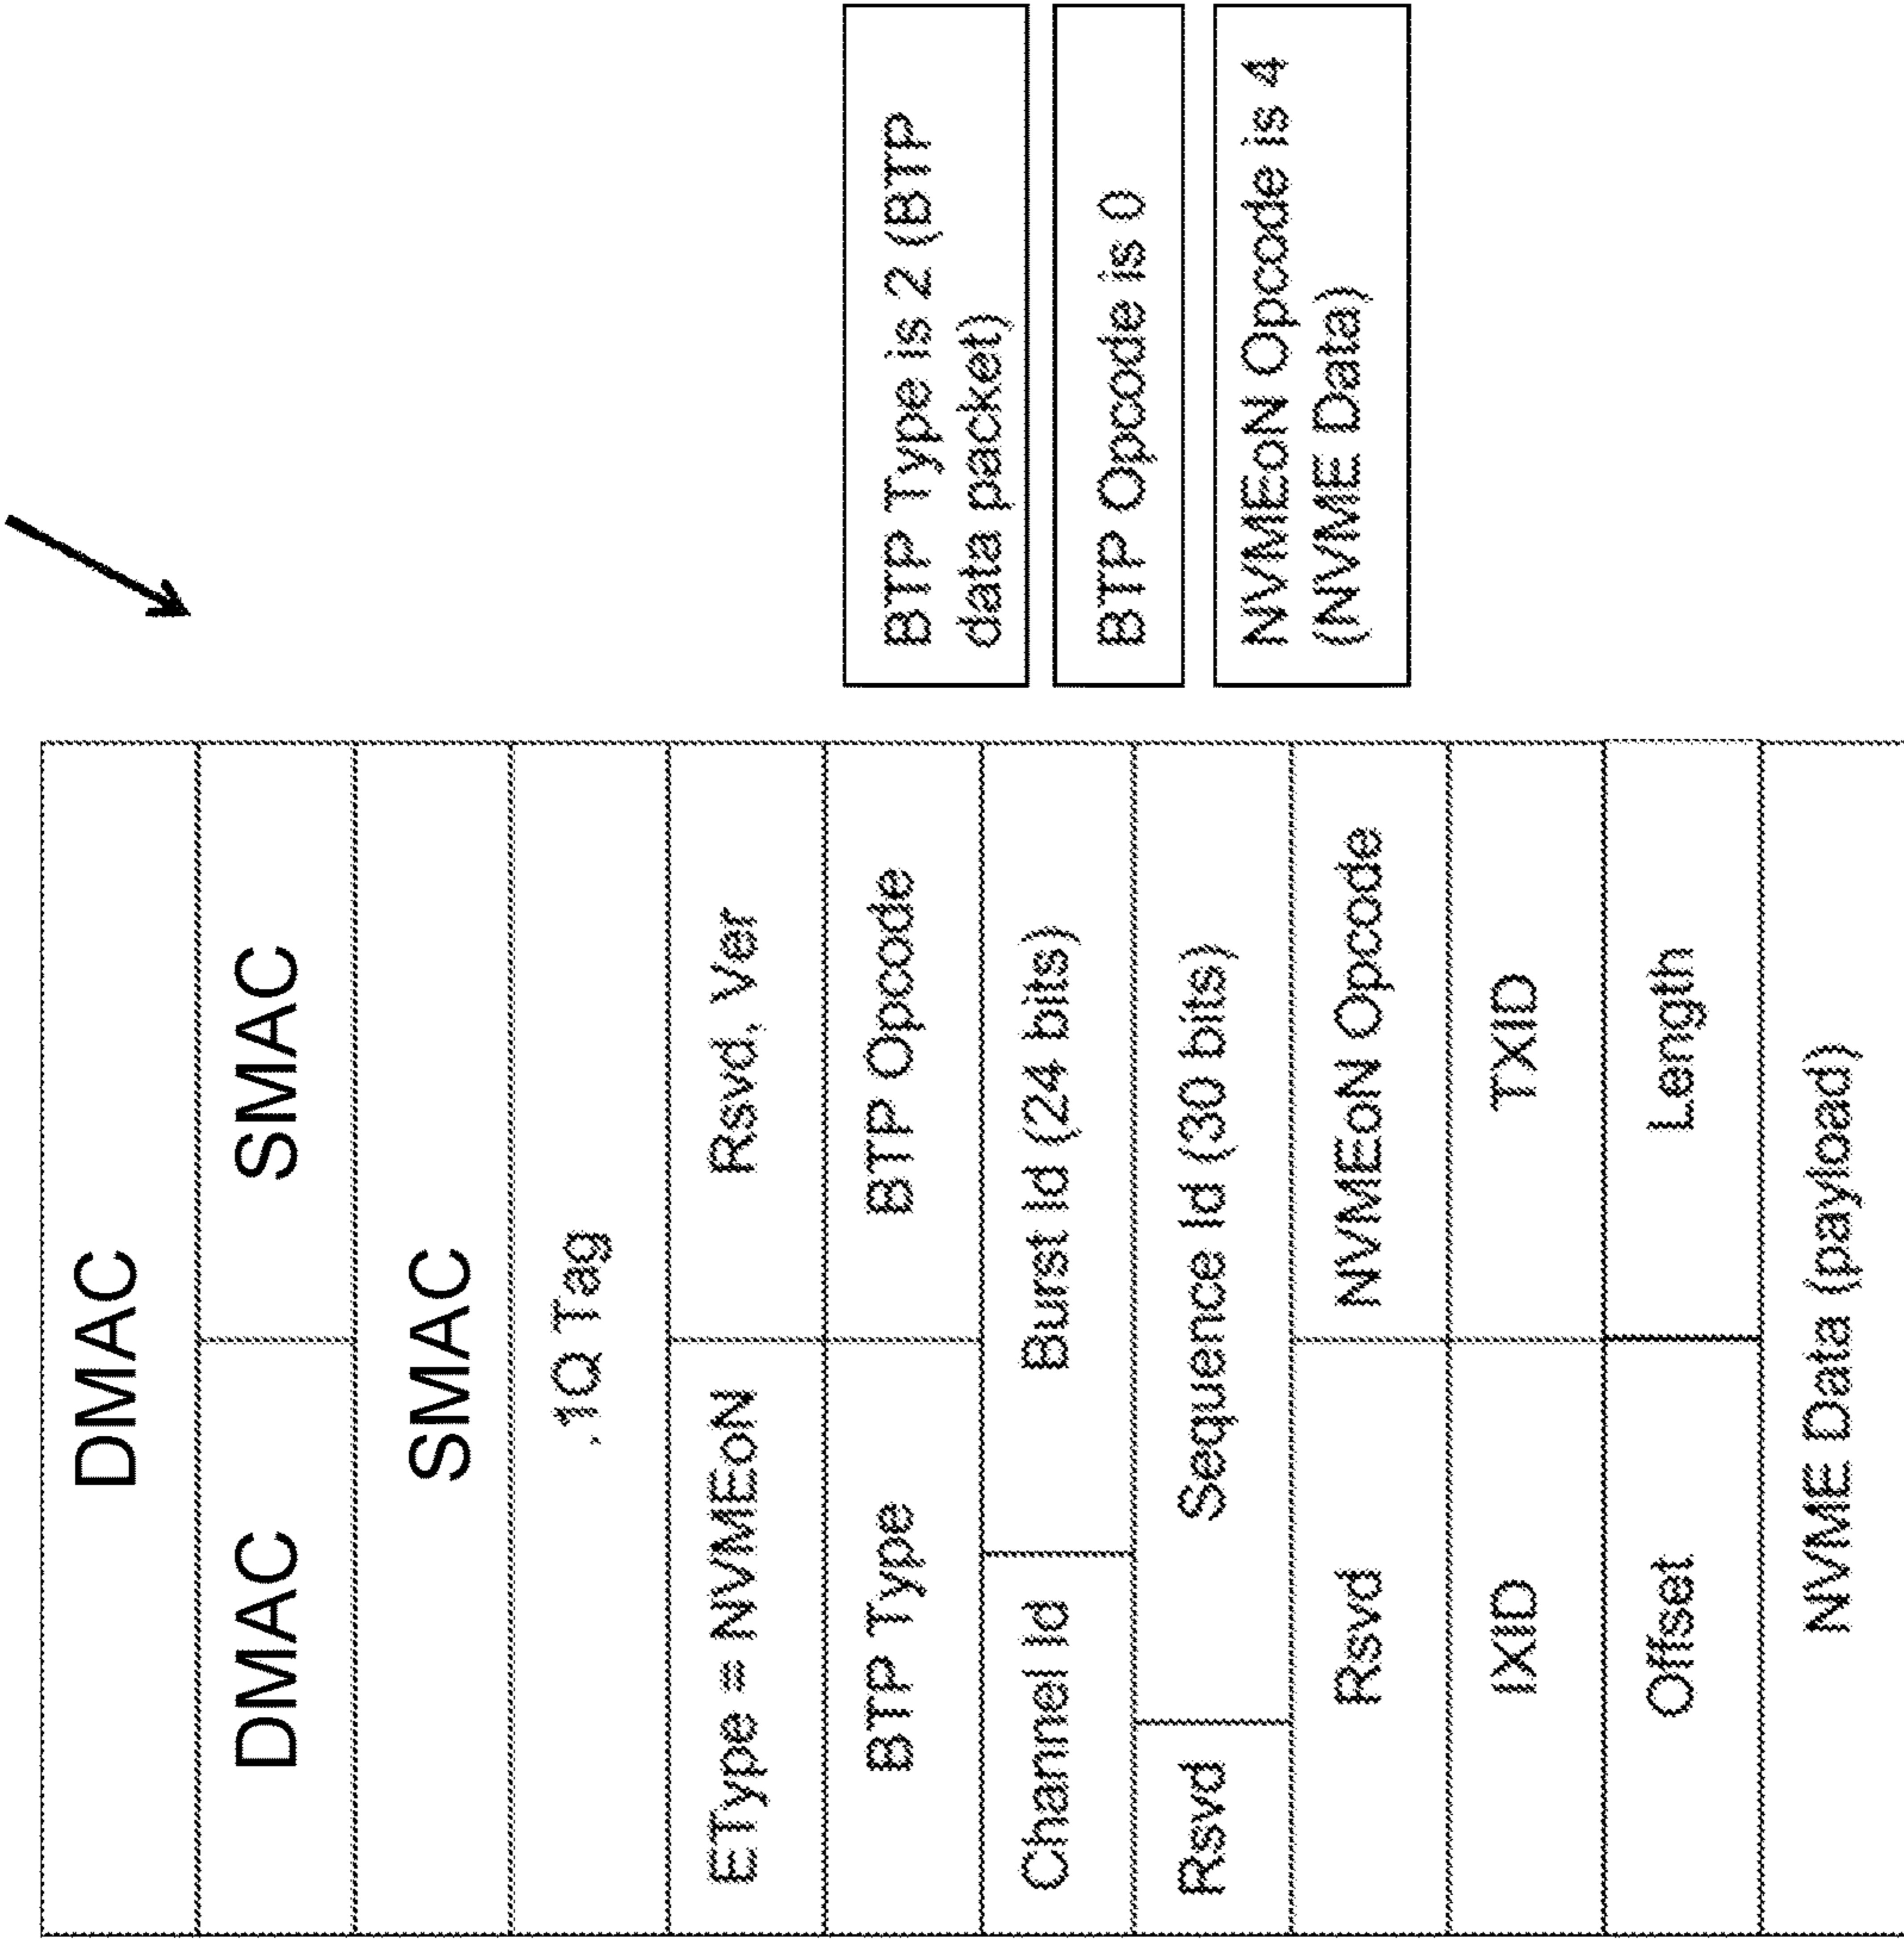 DMAC
DMAC SMAC
SMAC
.1Q Tag
EType = NVMEoN Rsvd, Ver
BTP Type BTP Opcode
Channel Id Burst Id (24 bits)
Rsvd Sequence Id (30 bits)
Rsvd NVMEoN Opcode
IXID TXID
Offset Length
NVME Data (payload)
BTP Type is 2 (BTP
data packet)
BTP Opcode is 0
NVMEoN Opcode is 4
(NVME Data)